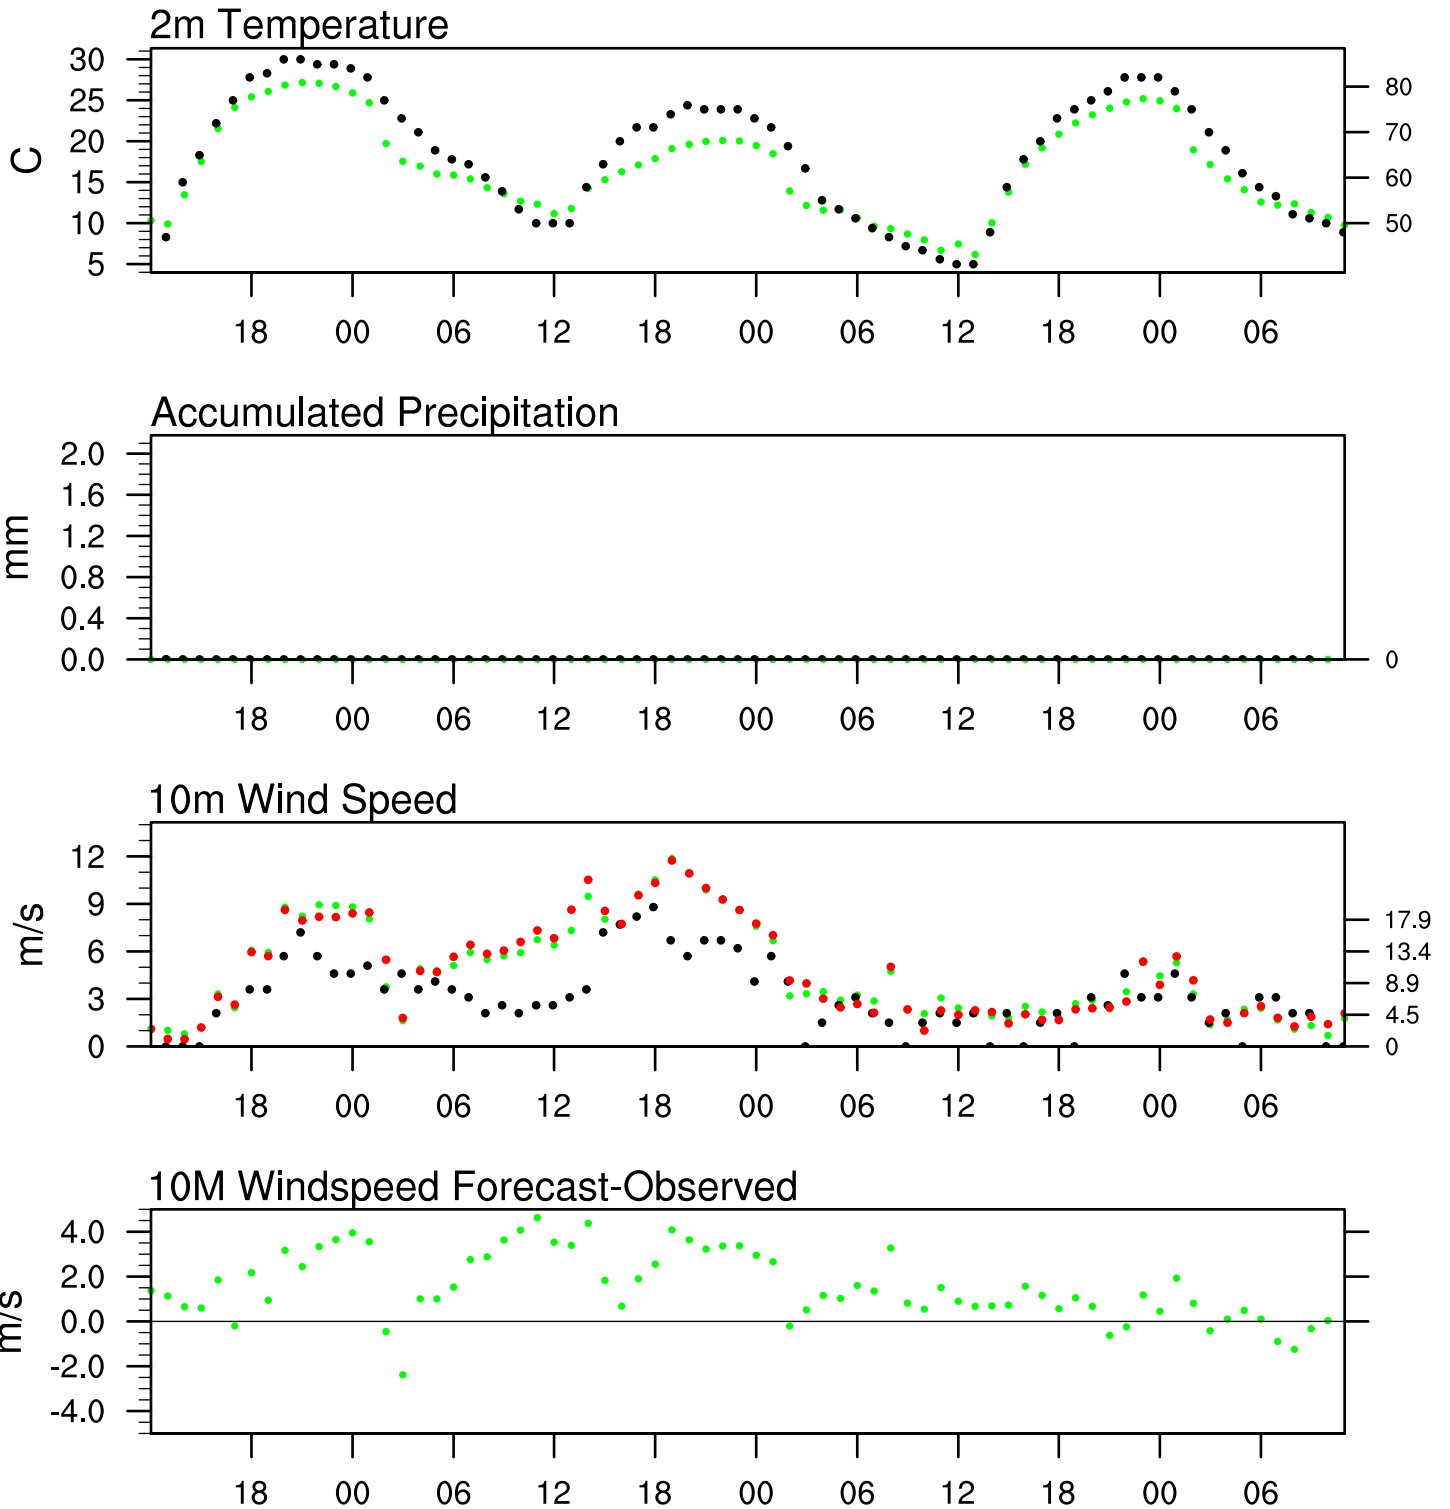 2m Temperature
30
25
20
15
10
5
C
80
70
60
50
18 00 06 12 18 00 06 12 18 00 06
Accumulated Precipitation
2.0
1.6
1.2
0.8
0.4
0.0
mm
0
18 00 06 12 18 00 06 12 18 00 06
10m Wind Speed
12
9
6
3
0
m/s
17.9
13.4
8.9
4.5
0
18 00 06 12 18 00 06 12 18 00 06
10M Windspeed Forecast-Observed
4.0
2.0
0.0
-2.0
-4.0
m/s
18 00 06 12 18 00 06 12 18 00 06